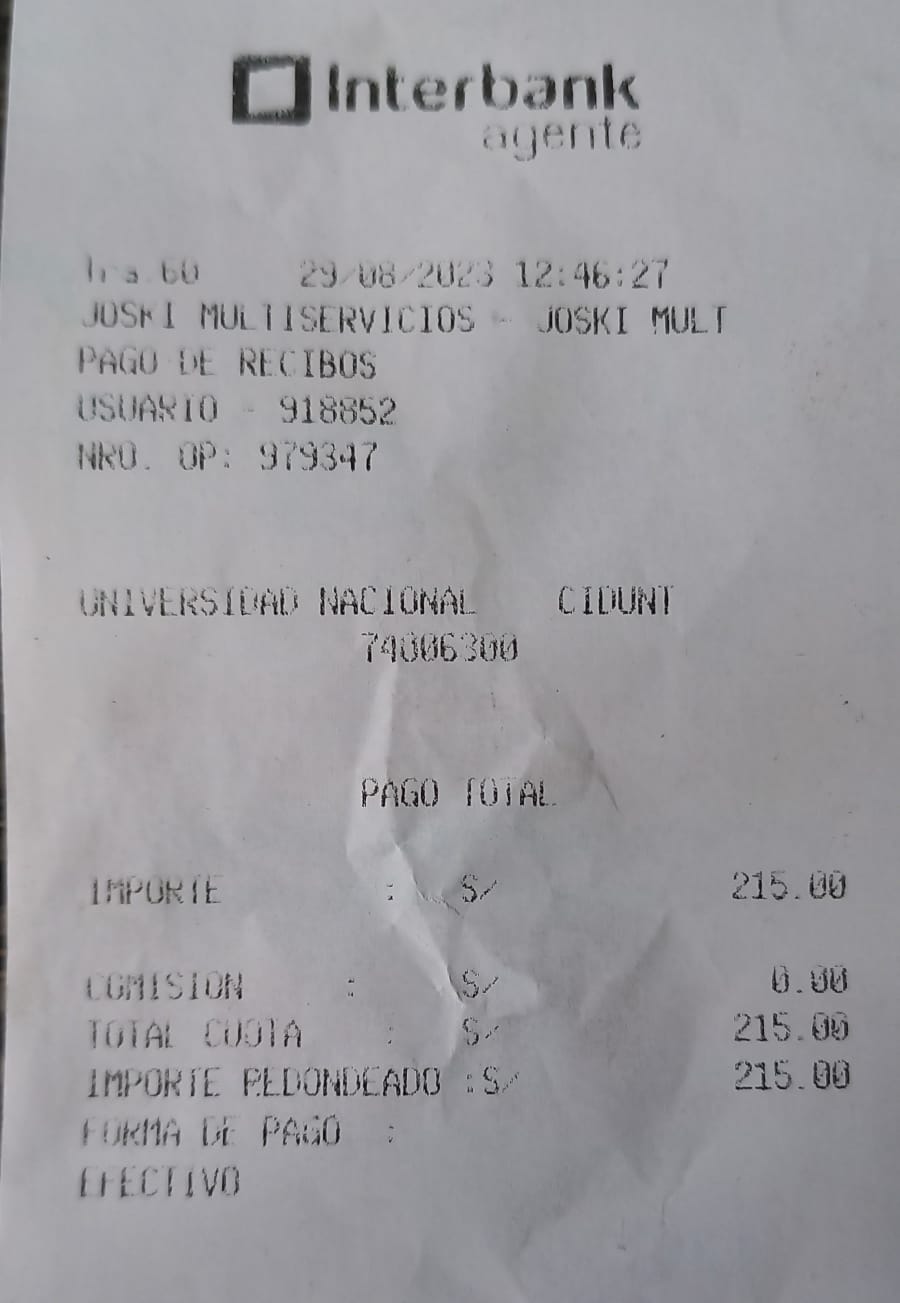 Interbank
agente
Tra.60 29/08/2023 12:46:27
JOSKI MULTISERVICIOS - JOSKI MULT
PAGO DE RECIBOS
USUARIO - 918852
NRO. OP: 979347
UNIVERSIDAD NACIONAL CIDUNT
74006300
PAGO TOTAL
IMPORTE : S/ 215.00
COMISION : S/ 0.00
TOTAL CUOTA : S/ 215.00
IMPORTE REDONDEADO :S/ 215.00
FORMA DE PAGO :
EFECTIVO